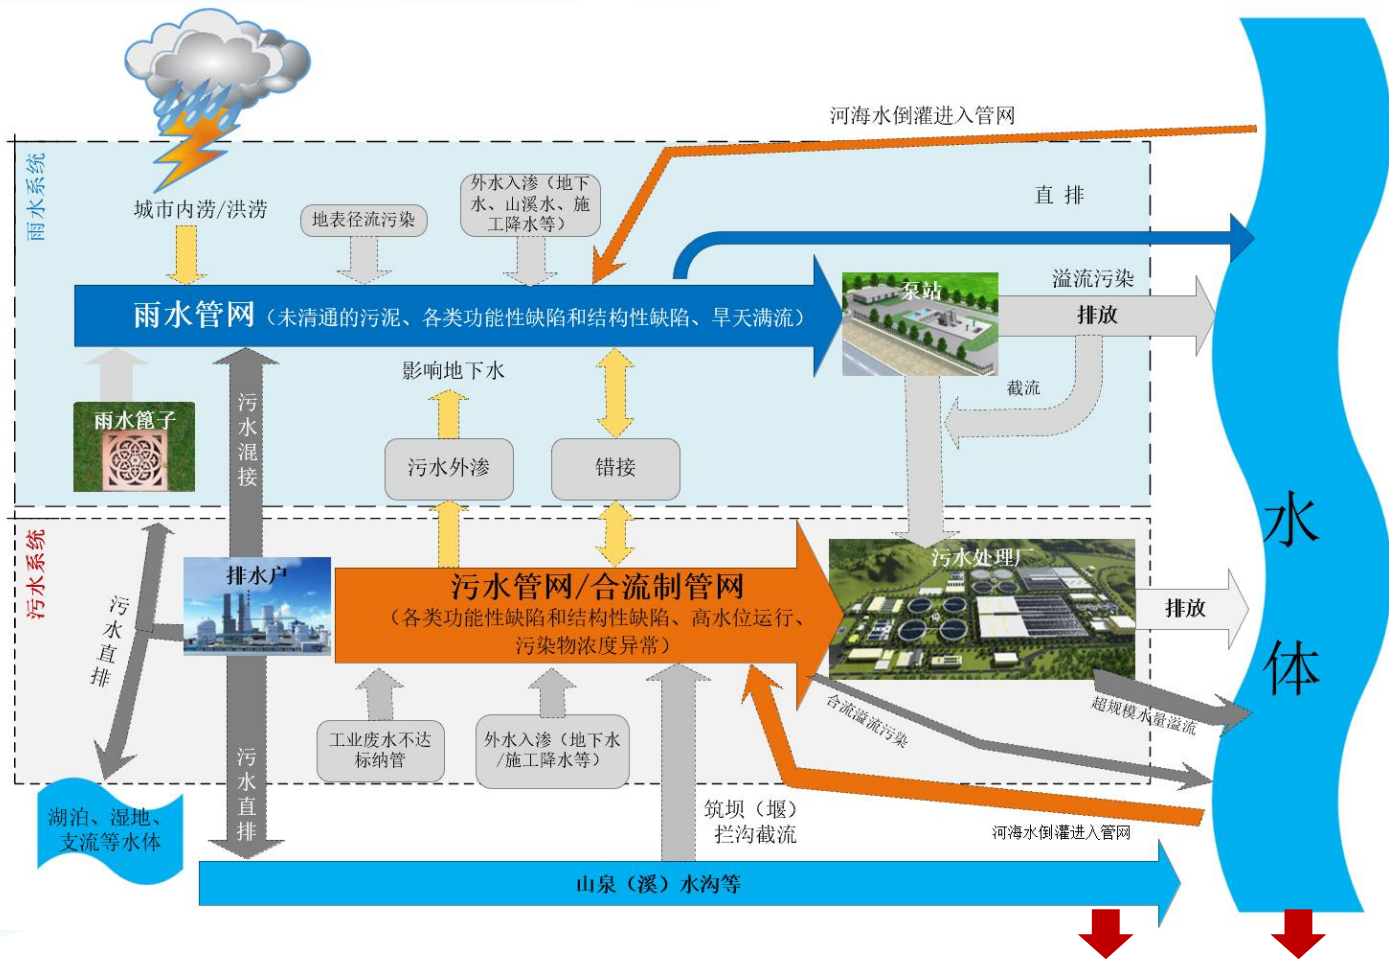 河海水倒灌进入管网
雨水系统
城市内涝/洪涝
地表径流污染
外水入渗（地下
水、山溪水、施
工降水等）
直 排
雨水管网（未清通的污泥、各类功能性缺陷和结构性缺陷、旱天满流）
泵站
溢流污染
排放
截流
影响地下水
雨水篦子
污水混接
污水外渗
错接
污水系统
排水户
污水直排
污水管网/合流制管网
（各类功能性缺陷和结构性缺陷、高水位运行、
污染物浓度异常）
污水处理厂
排放
水体
工业废水不达
标纳管
外水入渗（地下水
/施工降水等）
合流溢流污染
超规模水量溢流
污水直排
湖泊、湿地、
支流等水体
筑坝（堰）
拦沟截流
河海水倒灌进入管网
山泉（溪）水沟等